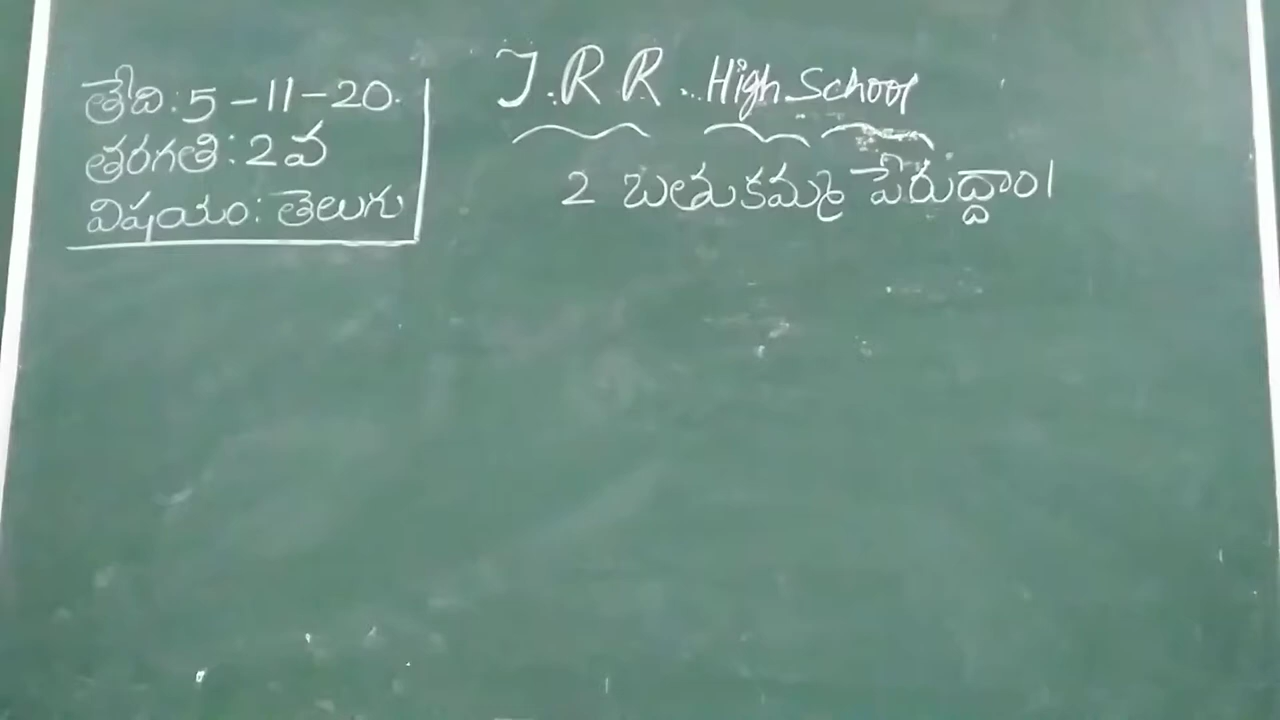 తేది: 5-11-20.
తరగతి: 2వ
విషయం: తెలుగు
J.R R. High School
2 బతుకమ్మ పేరుద్దాం।